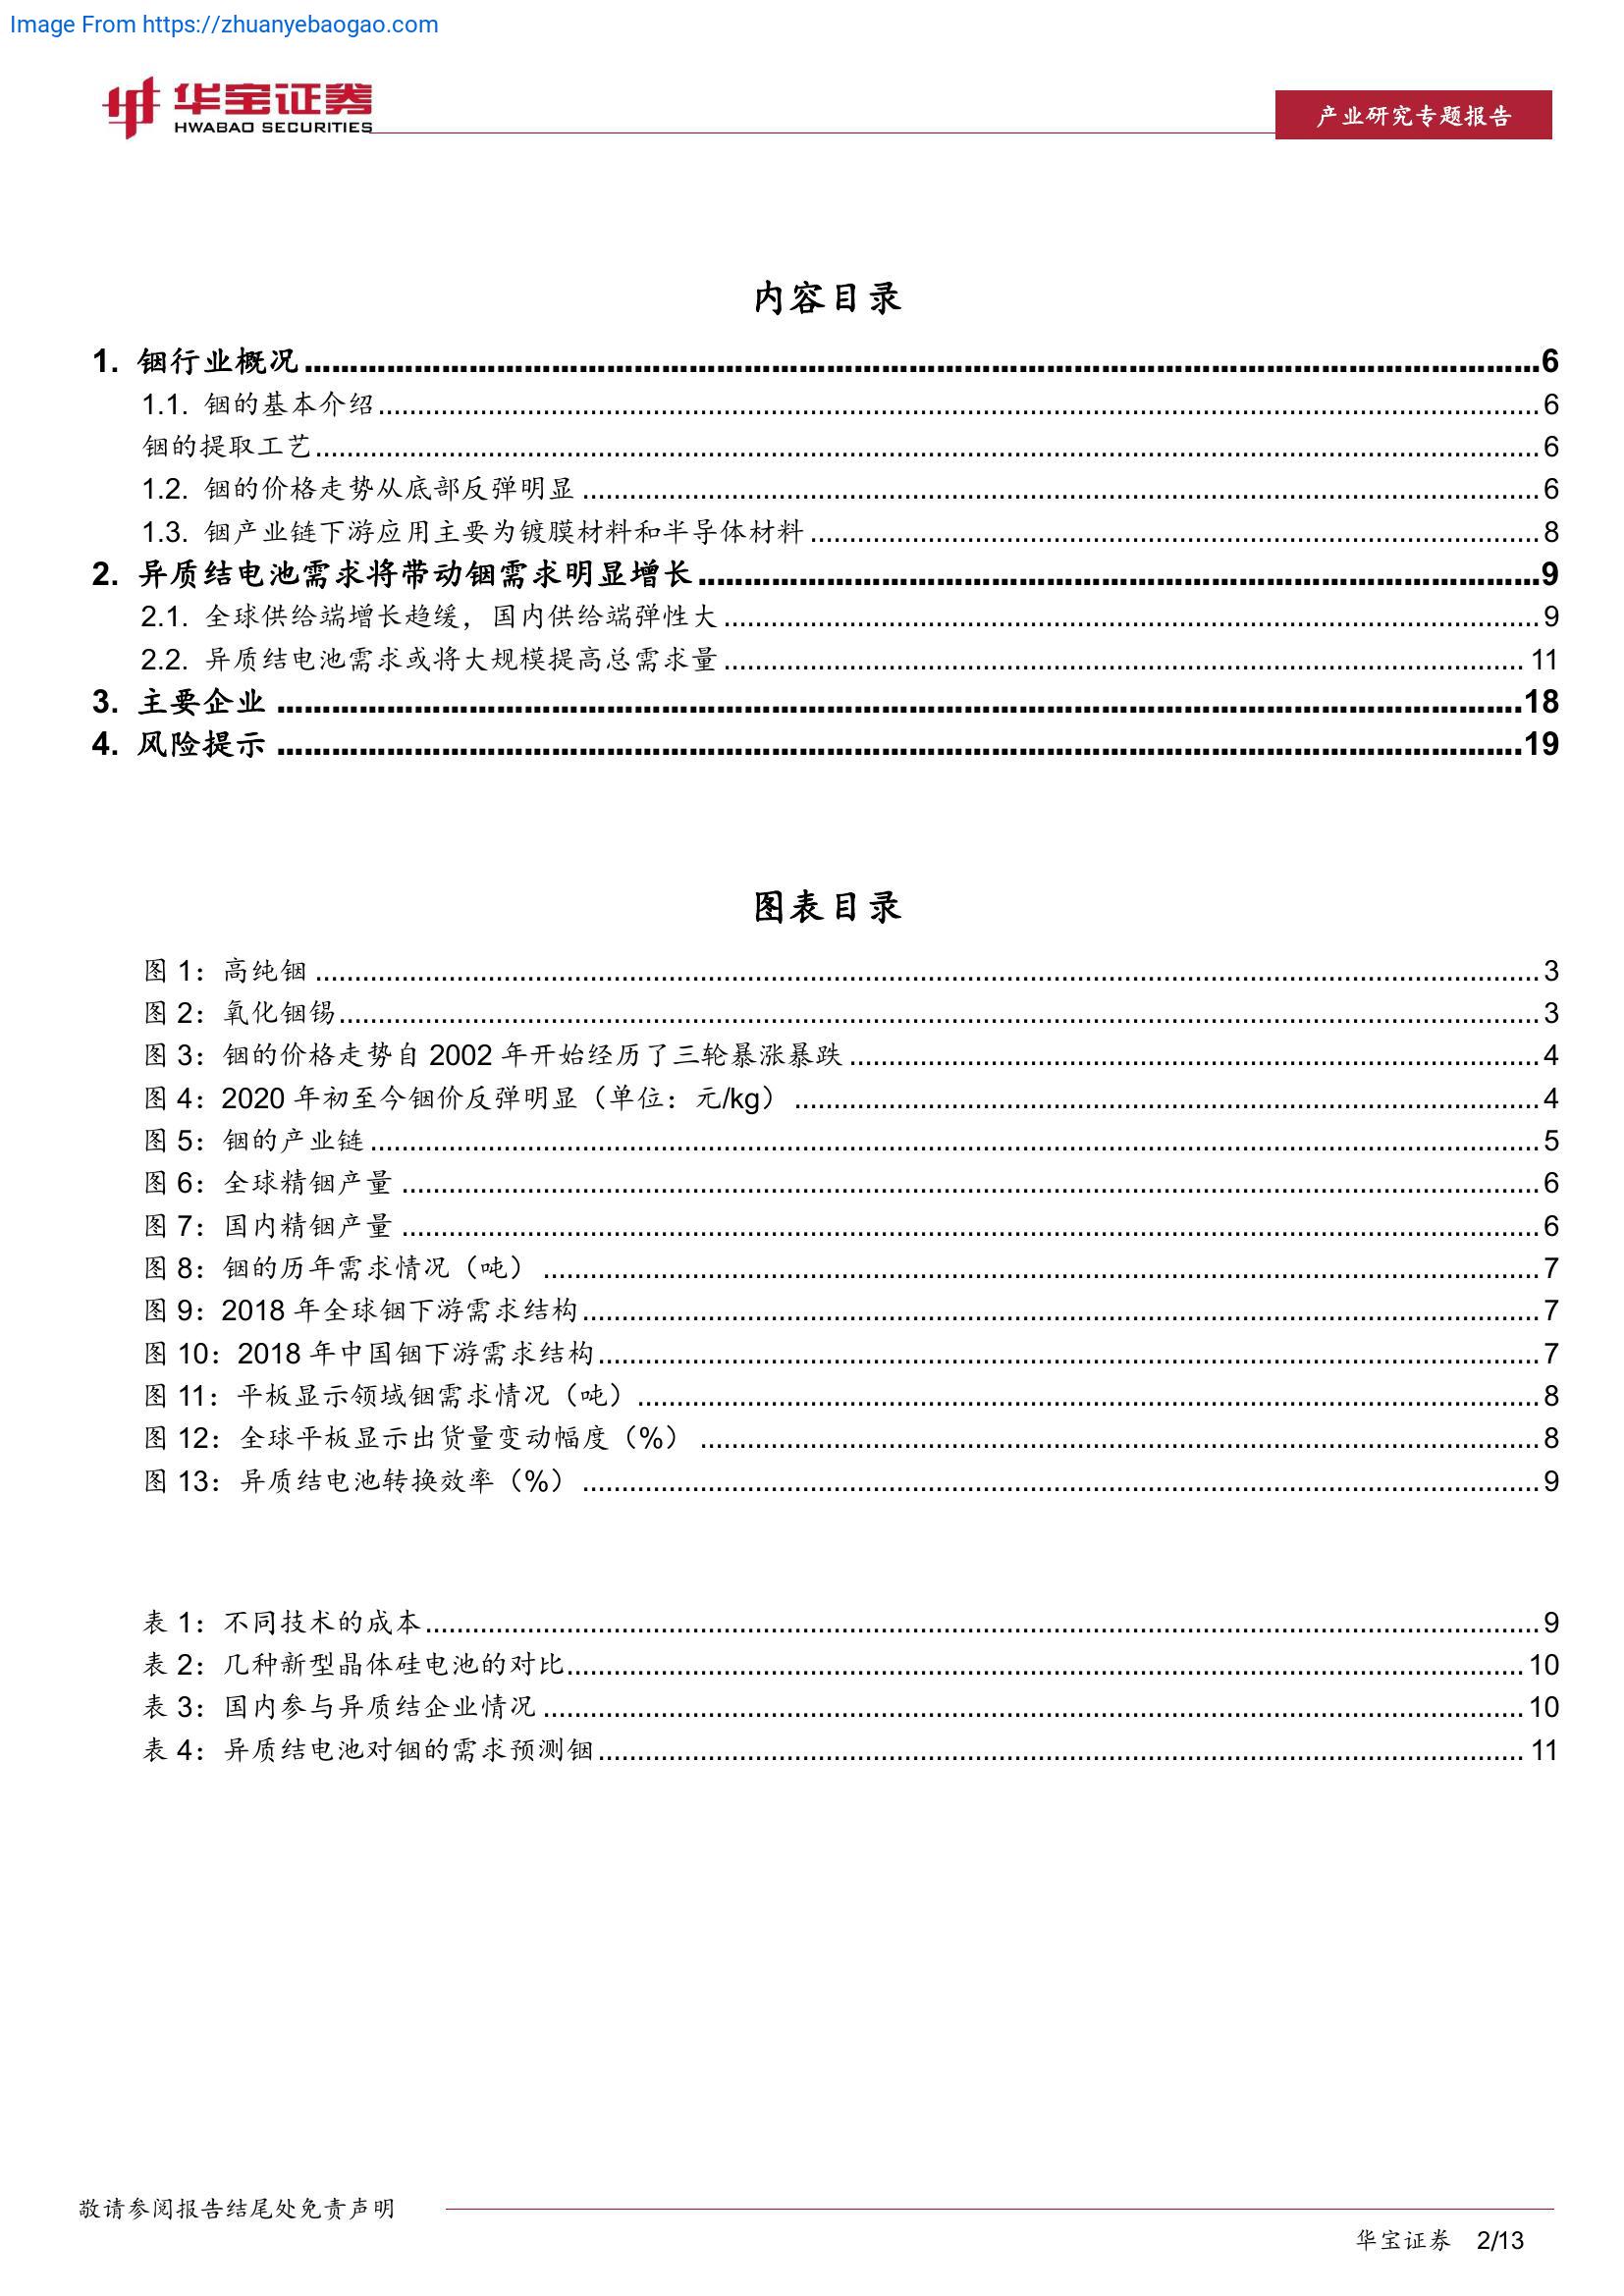 Image From https://zhuanyebaogao.com
华宝证券
HWABAO SECURITIES
产业研究专题报告
内容目录
1. 铟行业概况 6
1.1. 铟的基本介绍 6
铟的提取工艺 6
1.2. 铟的价格走势从底部反弹明显 6
1.3. 铟产业链下游应用主要为镀膜材料和半导体材料 8
2. 异质结电池需求将带动铟需求明显增长 9
2.1. 全球供给端增长趋缓，国内供给端弹性大 9
2.2. 异质结电池需求或将大规模提高总需求量 11
3. 主要企业 18
4. 风险提示 19
图表目录
图 1：高纯铟 3
图 2：氧化铟锡 3
图 3：铟的价格走势自 2002 年开始经历了三轮暴涨暴跌 4
图 4：2020 年初至今铟价反弹明显（单位：元/kg） 4
图 5：铟的产业链 5
图 6：全球精铟产量 6
图 7：国内精铟产量 6
图 8：铟的历年需求情况（吨） 7
图 9：2018 年全球铟下游需求结构 7
图 10：2018 年中国铟下游需求结构 7
图 11：平板显示领域铟需求情况（吨） 8
图 12：全球平板显示出货量变动幅度（%） 8
图 13：异质结电池转换效率（%） 9
表 1：不同技术的成本 9
表 2：几种新型晶体硅电池的对比 10
表 3：国内参与异质结企业情况 10
表 4：异质结电池对铟的需求预测铟 11
敬请参阅报告结尾处免责声明
华宝证券 2/13